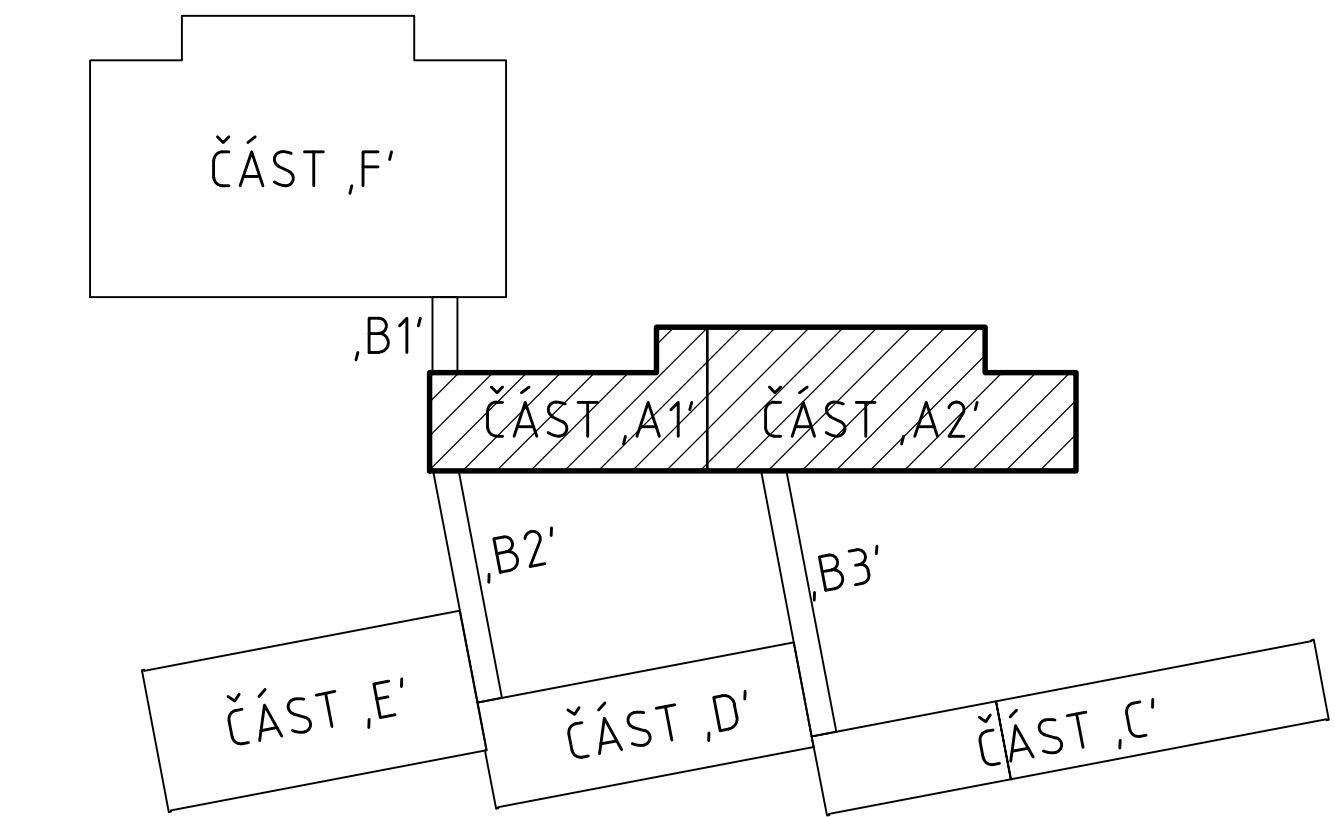 ČÁST ‚F'
‚B1'
ČÁST ‚A1'
ČÁST ‚A2'
‚B2'
‚B3'
ČÁST ‚E'
ČÁST ‚D'
ČÁST ‚C'